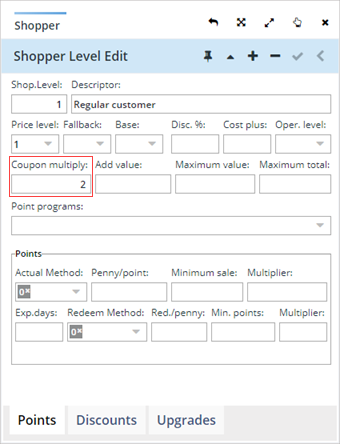 Shopper
Shopper Level Edit
Shop.Level: Descriptor:
1 Regular customer
Price level: Fallback: Base: Disc. %: Cost plus: Oper. level:
1
Coupon multiply: Add value: Maximum value: Maximum total:
2
Point programs:
Points
Actual Method: Penny/point: Minimum sale: Multiplier:
0
Exp.days: Redeem Method: Red./penny: Min. points: Multiplier:
0
Points Discounts Upgrades